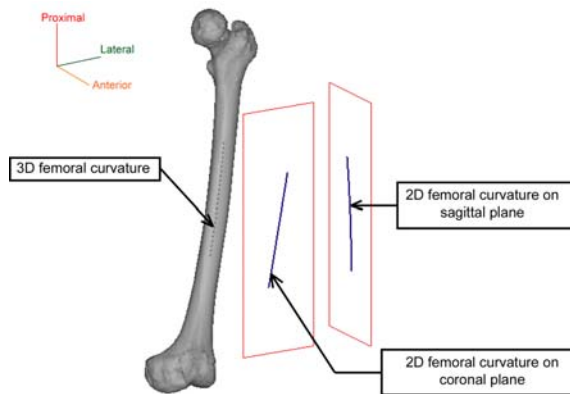 Proximal
Lateral
Anterior
3D femoral curvature
2D femoral curvature on
sagittal plane
2D femoral curvature on
coronal plane